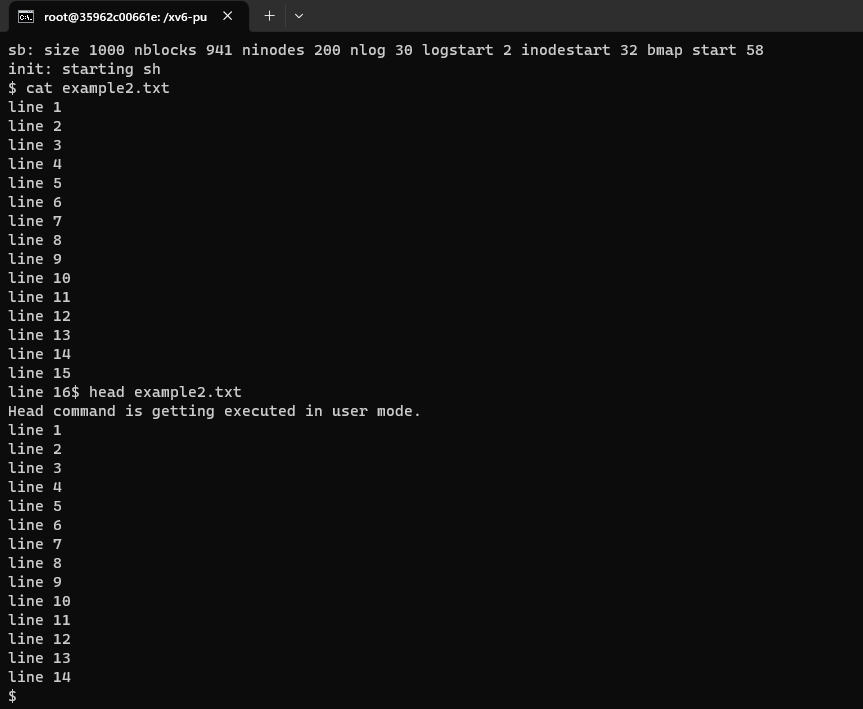 root@35962c00661e: /xv6-pu
sb: size 1000 nblocks 941 ninodes 200 nlog 30 logstart 2 inodestart 32 bmap start 58
init: starting sh
$ cat example2.txt
line 1
line 2
line 3
line 4
line 5
line 6
line 7
line 8
line 9
line 10
line 11
line 12
line 13
line 14
line 15
line 16$ head example2.txt
Head command is getting executed in user mode.
line 1
line 2
line 3
line 4
line 5
line 6
line 7
line 8
line 9
line 10
line 11
line 12
line 13
line 14
$